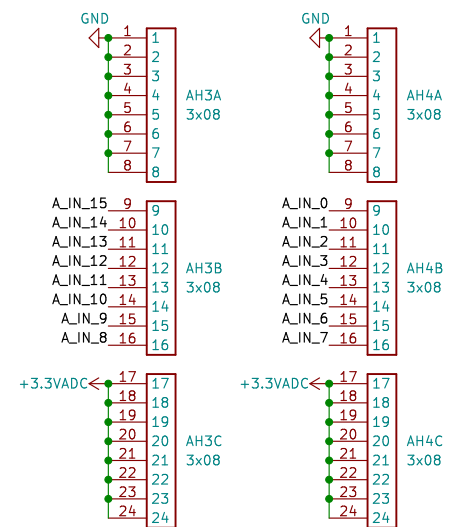 GND GND
1 1 1 1
2 2 2 2
3 3 3 3
4 4 AH3A 4 4 AH4A
5 5 3x08 5 5 3x08
6 6 6 6
7 7 7 7
8 8 8 8
A_IN_15 9 9 A_IN_0 9 9
A_IN_14 10 10 A_IN_1 10 10
A_IN_13 11 11 A_IN_2 11 11
A_IN_12 12 12 AH3B A_IN_3 12 12 AH4B
A_IN_11 13 13 3x08 A_IN_4 13 13 3x08
A_IN_10 14 14 A_IN_5 14 14
A_IN_9 15 15 A_IN_6 15 15
A_IN_8 16 16 A_IN_7 16 16
+3.3VADC 17 17 +3.3VADC 17 17
18 18 18 18
19 19 19 19
20 20 AH3C 20 20 AH4C
21 21 3x08 21 21 3x08
22 22 22 22
23 23 23 23
24 24 24 24